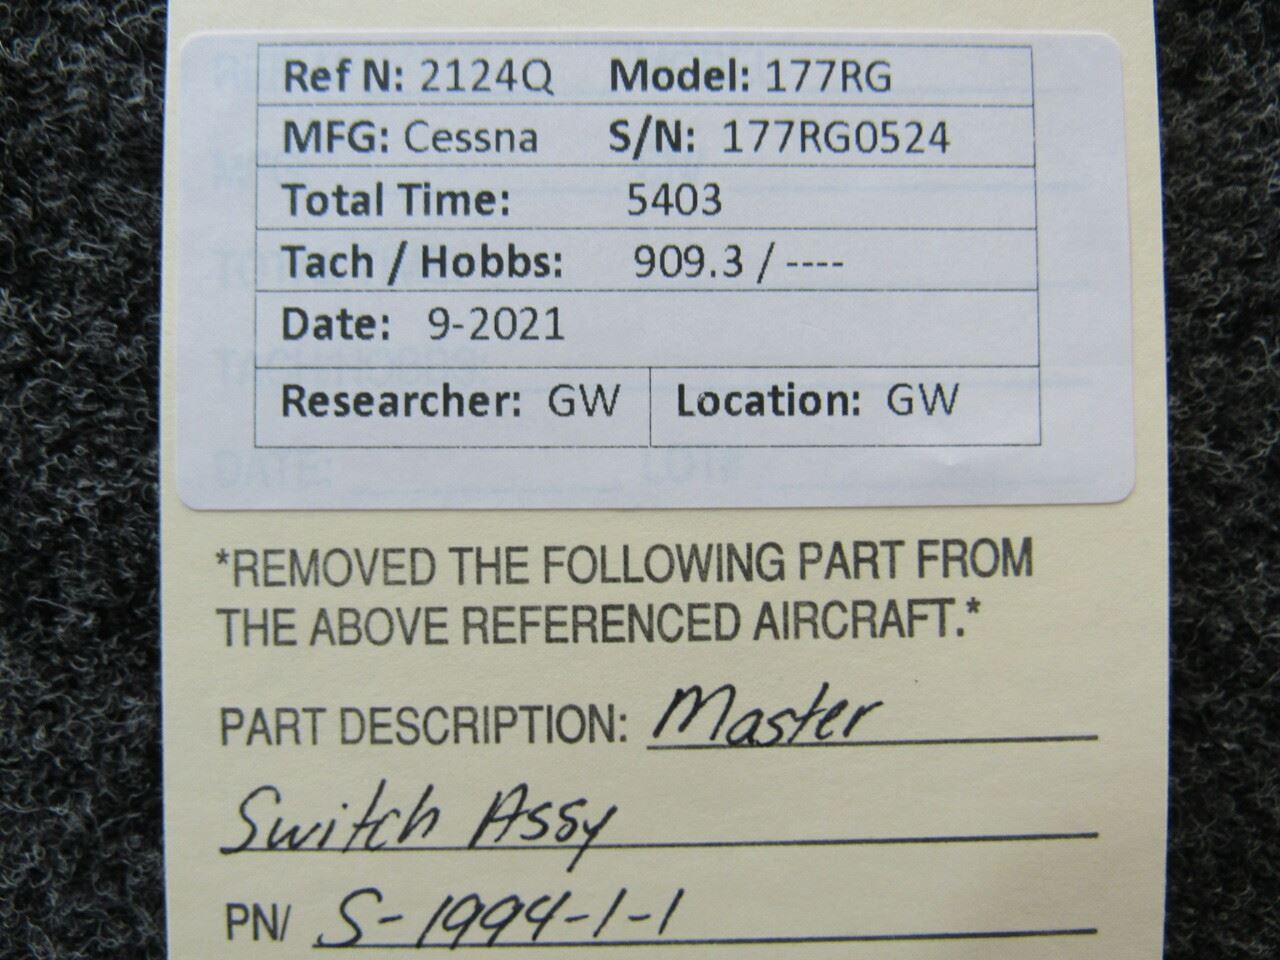 Ref N: 2124Q Model: 177RG
MFG: Cessna S/N: 177RG0524
Total Time: 5403
Tach / Hobbs: 909.3 / ----
Date: 9-2021
Researcher: GW Location: GW
DATE: LOT#
*REMOVED THE FOLLOWING PART FROM
THE ABOVE REFERENCED AIRCRAFT.*
PART DESCRIPTION: Master
Switch Assy
PN/ S-1994-1-1